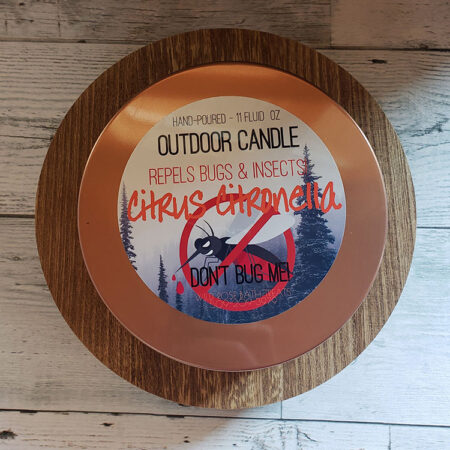 HAND-POURED - 11 FLUID OZ
OUTDOOR CANDLE
REPELS BUGS & INSECTS
Citrus Citronella
DON'T BUG ME!